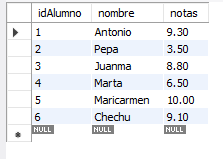 idAlumno nombre notas
1 Antonio 9.30
2 Pepa 3.50
3 Juanma 8.80
4 Marta 6.50
5 Maricarmen 10.00
6 Chechu 9.10
NULL NULL NULL